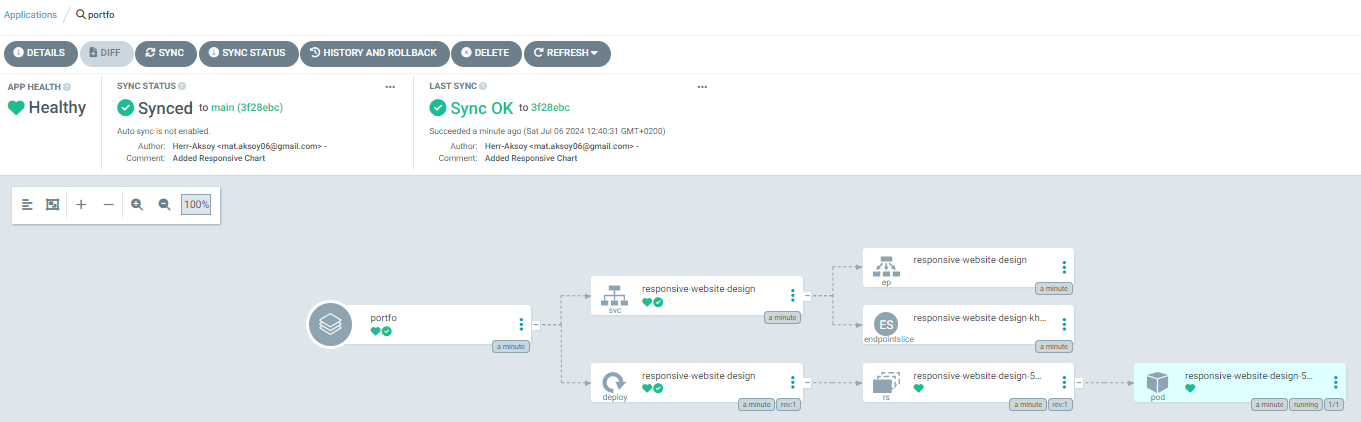 Applications / portfo
DETAILS DIFF SYNC SYNC STATUS HISTORY AND ROLLBACK DELETE REFRESH
APP HEALTH
Healthy
SYNC STATUS
Synced to main (3f28ebc)
Auto sync is not enabled.
Author: Herr-Aksoy <mat.aksoy06@gmail.com> -
Comment: Added Responsive Chart
LAST SYNC
Sync OK to 3f28ebc
Succeeded a minute ago (Sat Jul 06 2024 12:40:31 GMT+0200)
Author: Herr-Aksoy <mat.aksoy06@gmail.com> -
Comment: Added Responsive Chart
100%
portfo
a minute
responsive-website-design
svc
a minute
responsive-website-design
deploy
a minute rev:1
responsive-website-design
ep
a minute
ES
responsive-website-design-kh...
endpointslice
a minute
responsive-website-design-5...
rs
a minute rev:1
responsive-website-design-5...
pod
a minute running 1/1